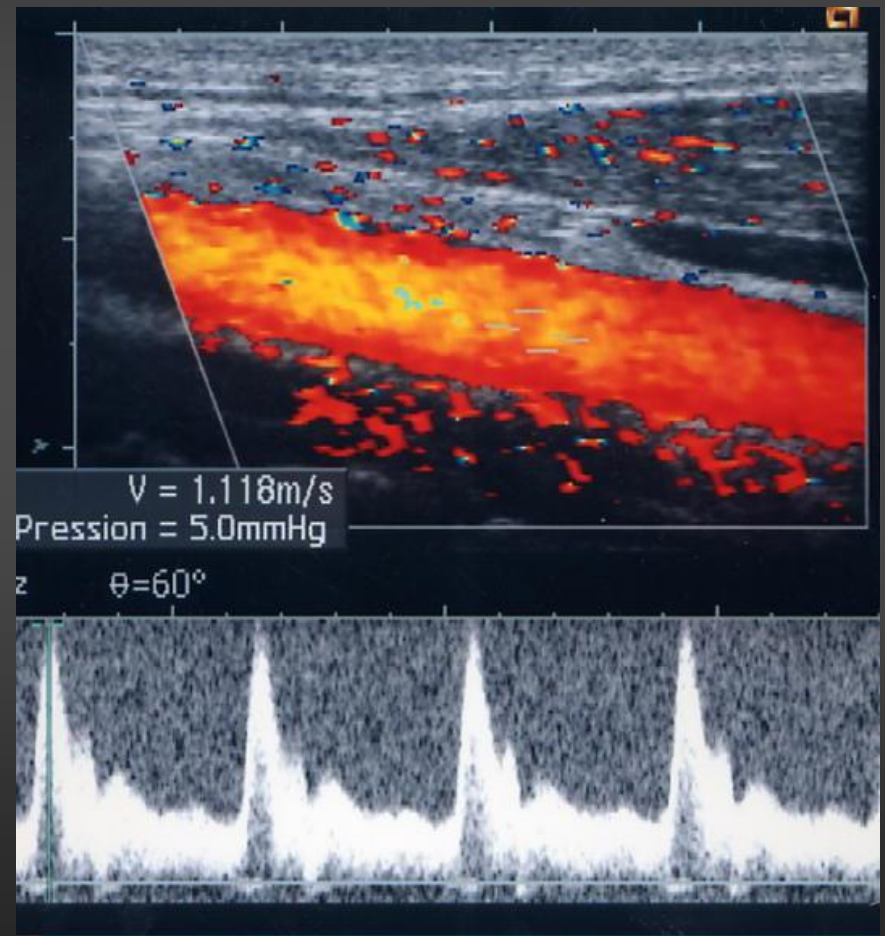 V = 1.118m/s
Pression = 5.0mmHg
z
θ=60°